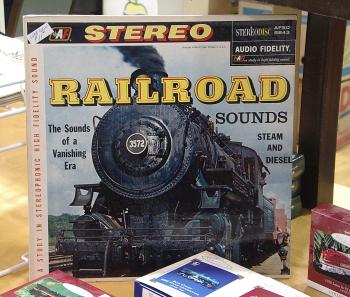 STEREO
STEREODISC
AFSD
5843
AUDIO FIDELITY
RAILROAD
SOUNDS
The Sounds
of a
Vanishing
Era
STEAM
AND
DIESEL
3572
A STUDY IN STEREOPHONIC HIGH FIDELITY SOUND